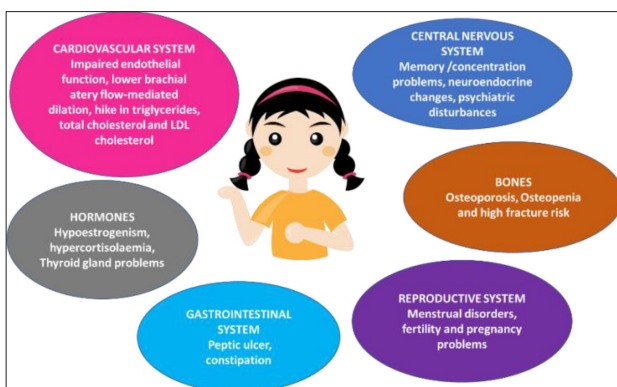 CARDIOVASCULAR SYSTEM
Impaired endothelial
function, lower brachial
atery flow-mediated
dilation, hike in triglycerides,
total cholesterol and LDL
cholesterol
CENTRAL NERVOUS
SYSTEM
Memory /concentration
problems, neuroendocrine
changes, psychiatric
disturbances
BONES
Osteoporosis, Osteopenia
and high fracture risk
HORMONES
Hypoestrogenism,
hypercortisolaemia,
Thyroid gland problems
GASTROINTESTINAL
SYSTEM
Peptic ulcer,
constipation
REPRODUCTIVE SYSTEM
Menstrual disorders,
fertility and pregnancy
problems